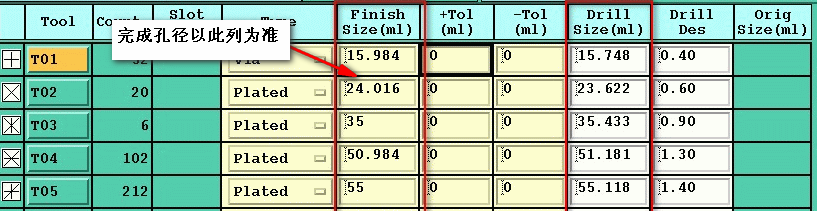 Tool Count Slot Type Finish Size(ml) +Tol (ml) -Tol (ml) Drill Size(ml) Drill Des Orig Size(ml)
完成孔径以此列为准
T01 Via 15.984 0 0 15.748 0.40
T02 20 Plated 24.016 0 0 23.622 0.60
T03 6 Plated 35 0 0 35.433 0.90
T04 102 Plated 50.984 0 0 51.181 1.30
T05 212 Plated 55 0 0 55.118 1.40